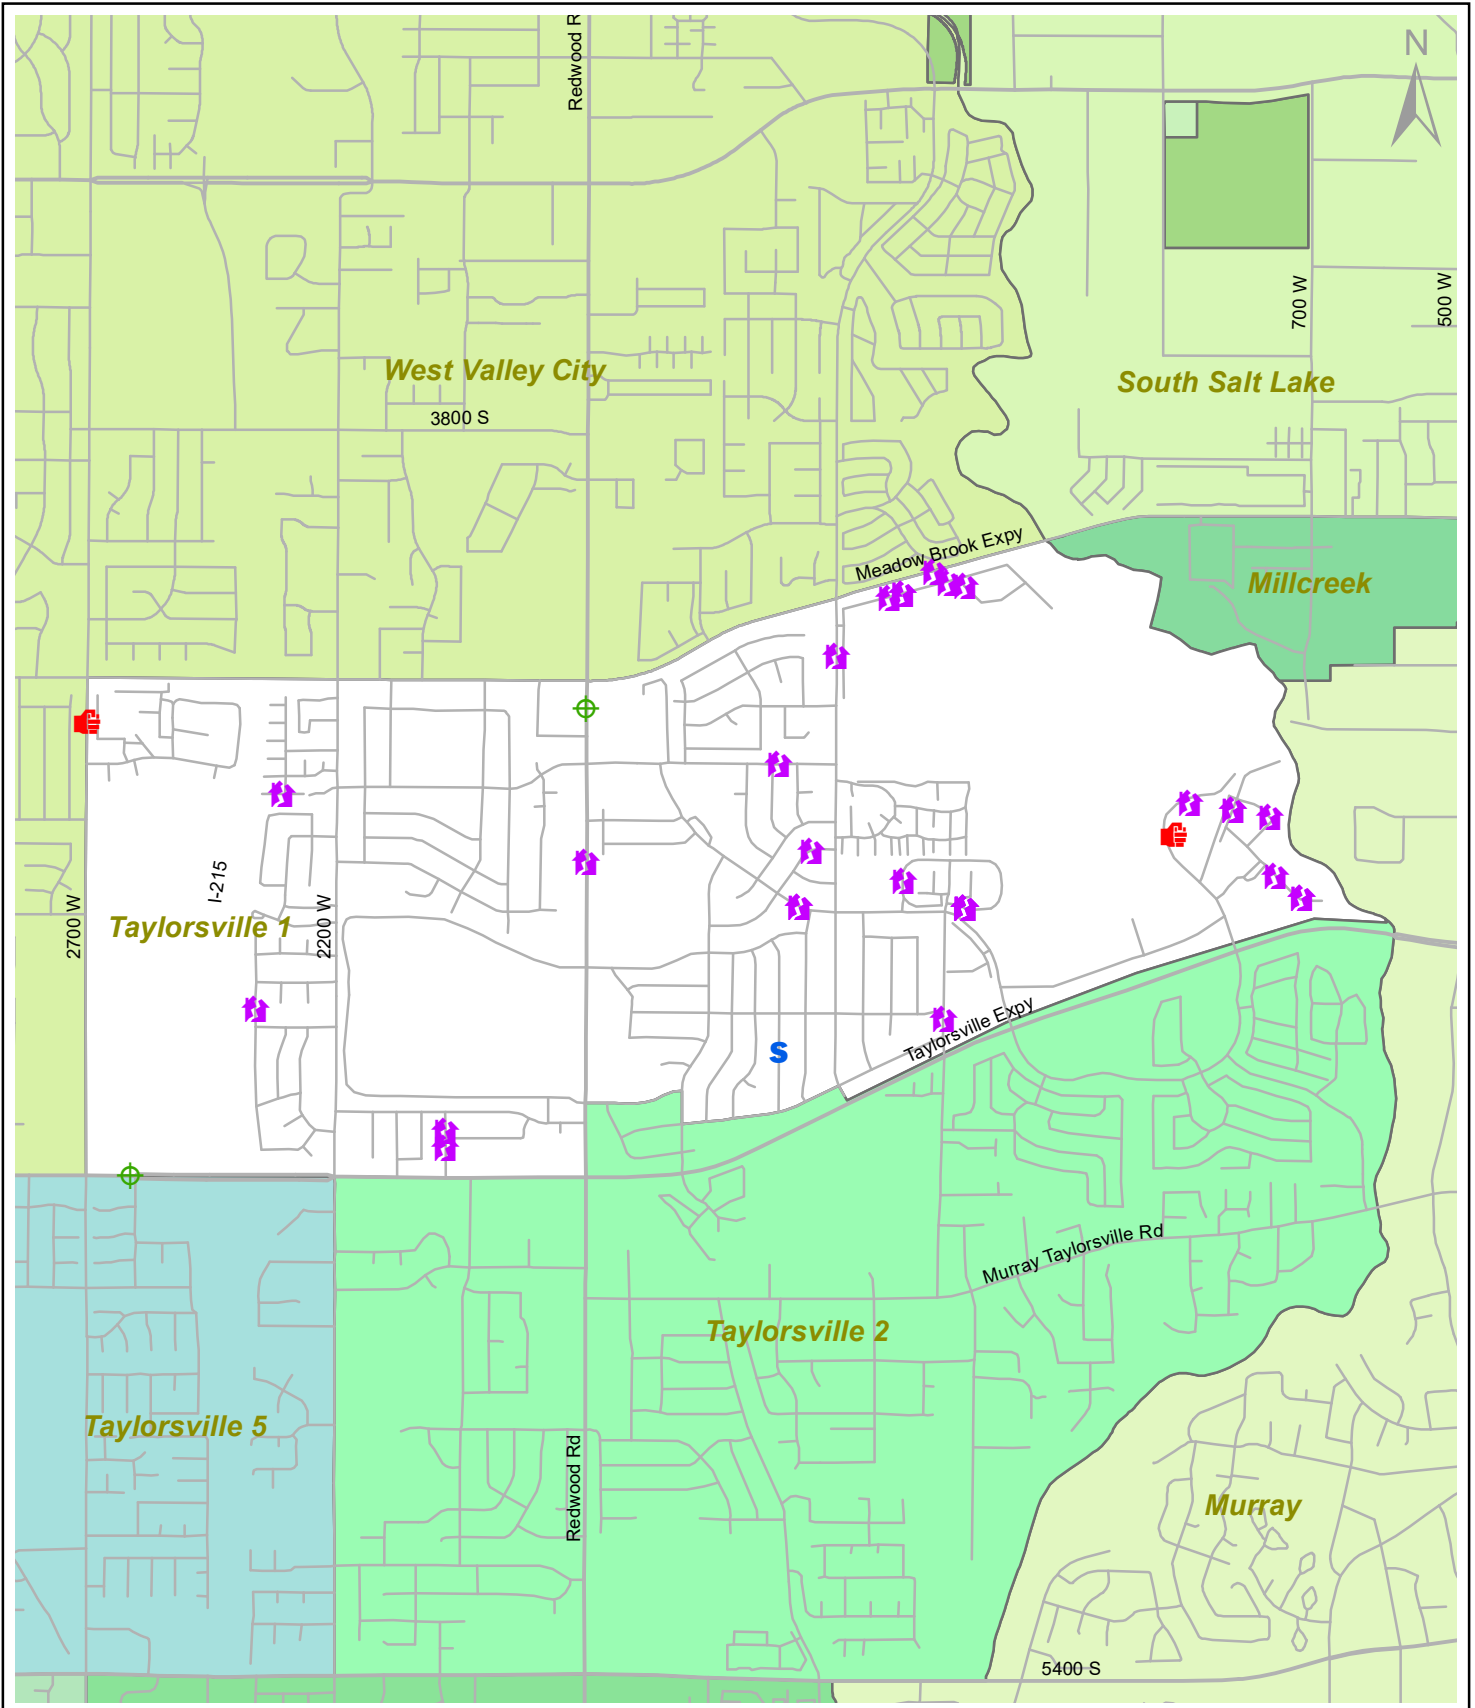 Redwood R
N
700 W
500 W
West Valley City
South Salt Lake
3800 S
Meadow Brook Expy
Millcreek
I-215
2700 W
Taylorsville 1
2200 W
Taylorsville Expy
S
Murray Taylorsville Rd
Taylorsville 2
Taylorsville 5
Redwood Rd
Murray
5400 S